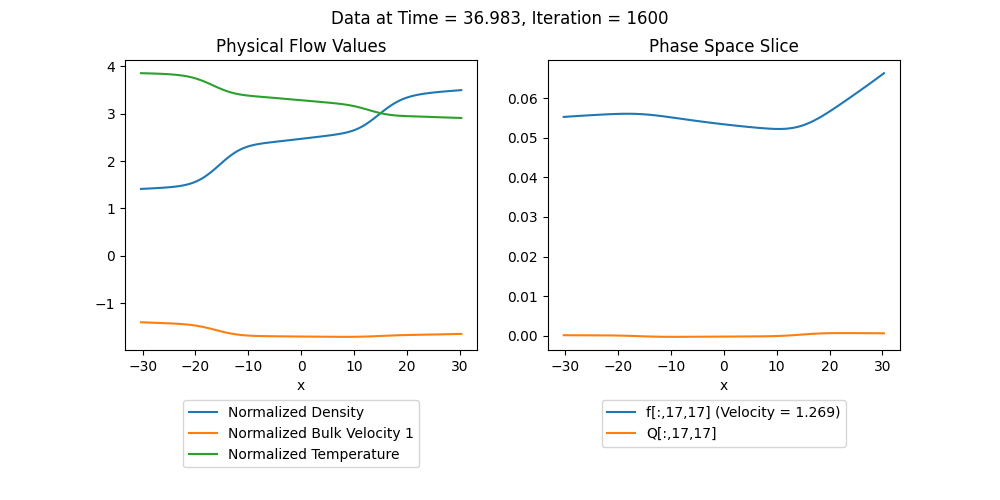 Data at Time = 36.983, Iteration = 1600
Physical Flow Values
4
3
2
1
0
−1
−30
−20
−10
0
10
20
30
x
Normalized Density
Normalized Bulk Velocity 1
Normalized Temperature
Phase Space Slice
0.06
0.05
0.04
0.03
0.02
0.01
0.00
−30
−20
−10
0
10
20
30
x
f[:,17,17] (Velocity = 1.269)
Q[:,17,17]